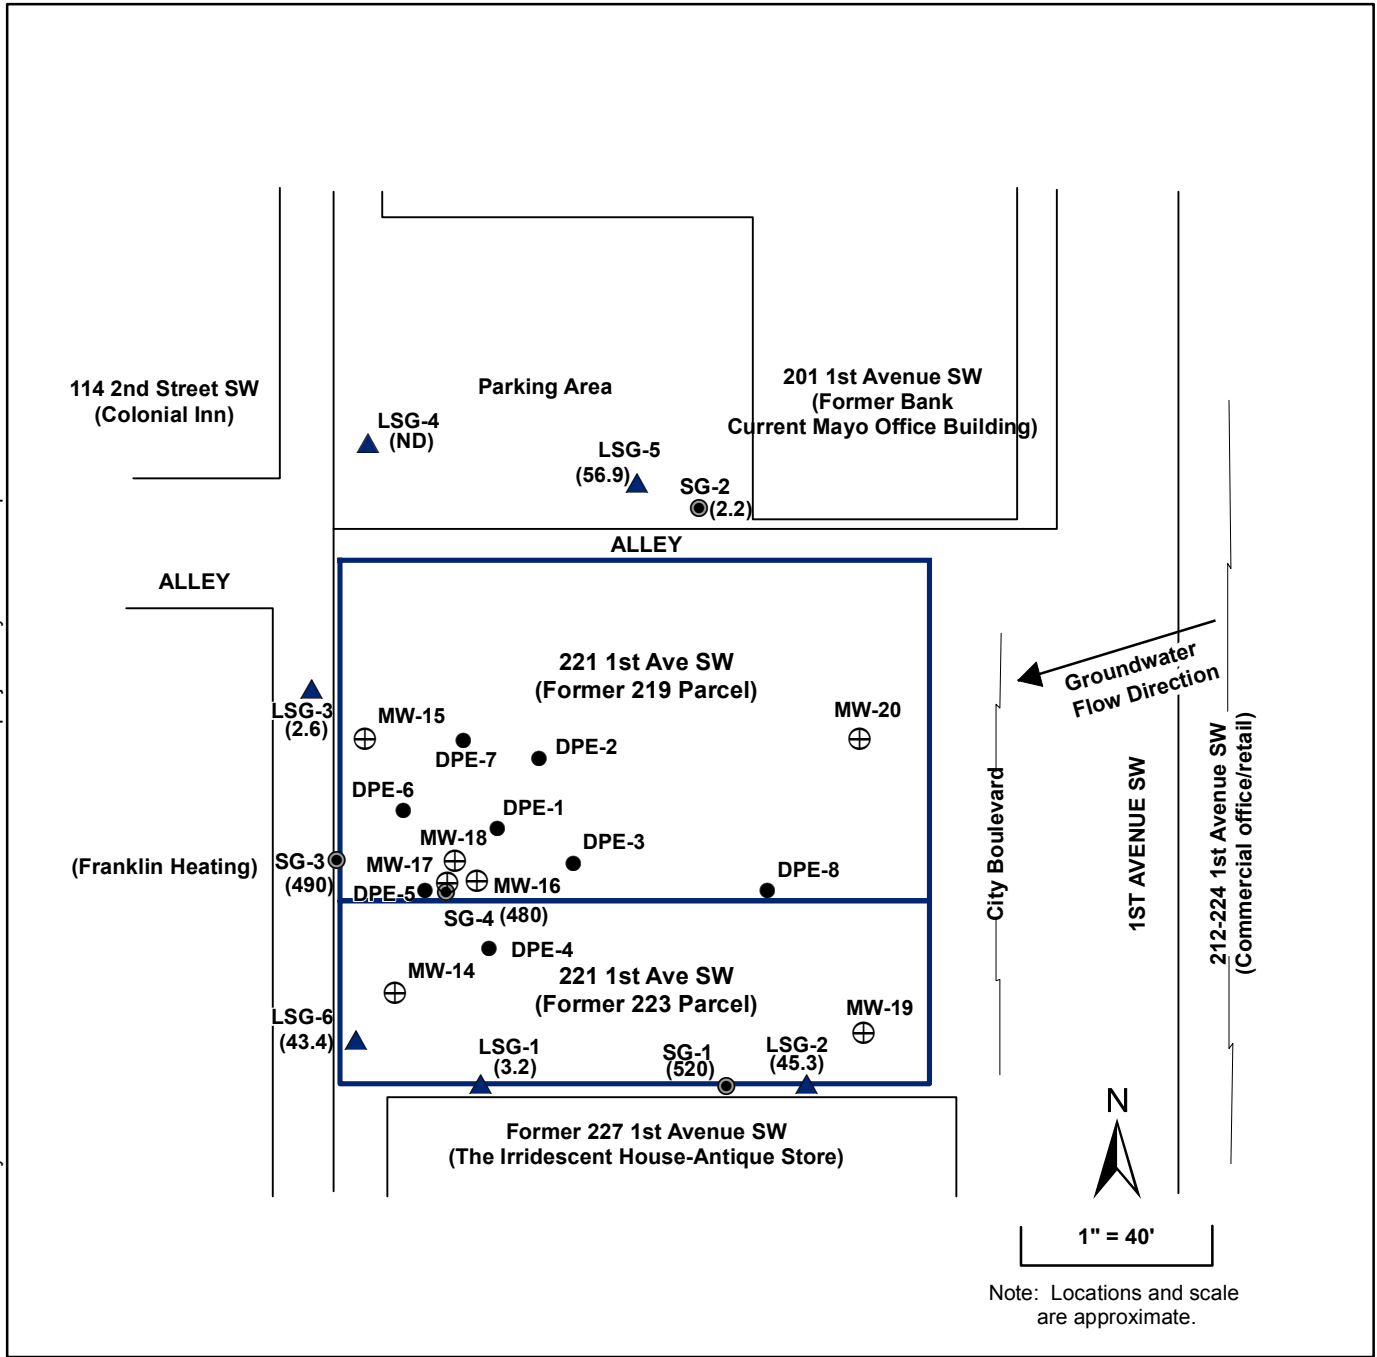 114 2nd Street SW
(Colonial Inn)
Parking Area
201 1st Avenue SW
(Former Bank
Current Mayo Office Building)
LSG-4
(ND)
LSG-5
(56.9)
SG-2
(2.2)
ALLEY
ALLEY
221 1st Ave SW
(Former 219 Parcel)
Groundwater
Flow Direction
LSG-3
(2.6)
MW-15
DPE-7
DPE-2
MW-20
DPE-6
DPE-1
MW-18
DPE-3
(Franklin Heating)
SG-3
(490)
MW-17
MW-16
DPE-5
DPE-8
SG-4 (480)
DPE-4
MW-14
221 1st Ave SW
(Former 223 Parcel)
LSG-6
(43.4)
LSG-1
(3.2)
SG-1
(520)
LSG-2
(45.3)
MW-19
City Boulevard
1ST AVENUE SW
212-224 1st Avenue SW
(Commercial office/retail)
Former 227 1st Avenue SW
(The Irridescent House-Antique Store)
N
1" = 40'
Note: Locations and scale
are approximate.